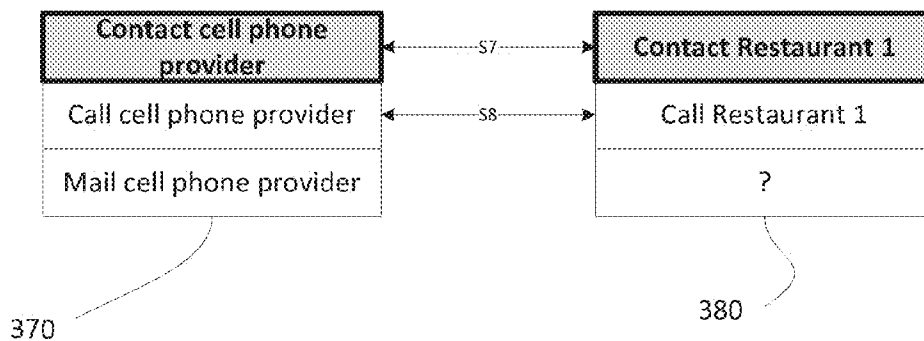 Contact cell phone
provider
S7
Contact Restaurant 1
Call cell phone provider
S8
Call Restaurant 1
Mail cell phone provider
?
370
380